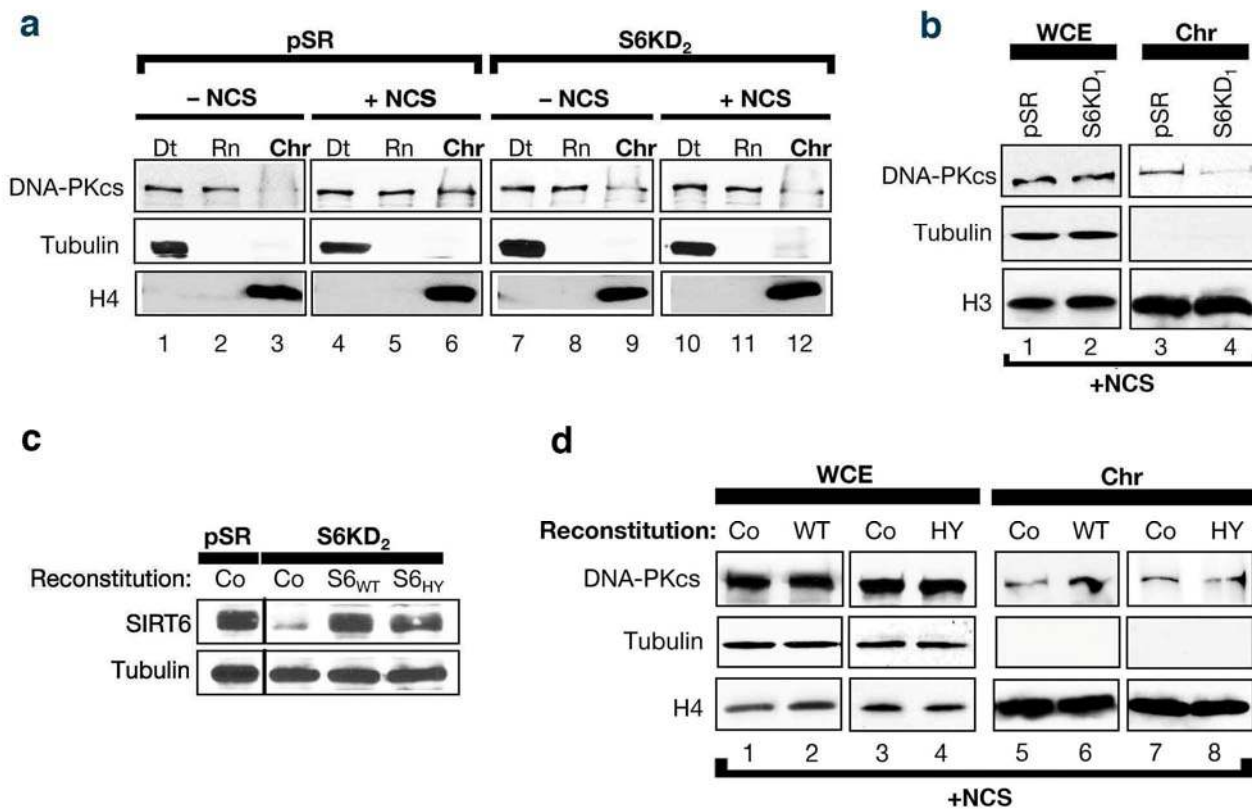 a
pSR S6KD₂
– NCS + NCS – NCS + NCS
Dt Rn Chr Dt Rn Chr Dt Rn Chr Dt Rn Chr
DNA-PKcs
Tubulin
H4
1 2 3 4 5 6 7 8 9 10 11 12
b
WCE Chr
pSR S6KD₁ pSR S6KD₁
DNA-PKcs
Tubulin
H3
1 2 3 4
+NCS
c
pSR S6KD₂
Reconstitution: Co Co S6WT S6HY
SIRT6
Tubulin
d
WCE Chr
Reconstitution: Co WT Co HY Co WT Co HY
DNA-PKcs
Tubulin
H4
1 2 3 4 5 6 7 8
+NCS